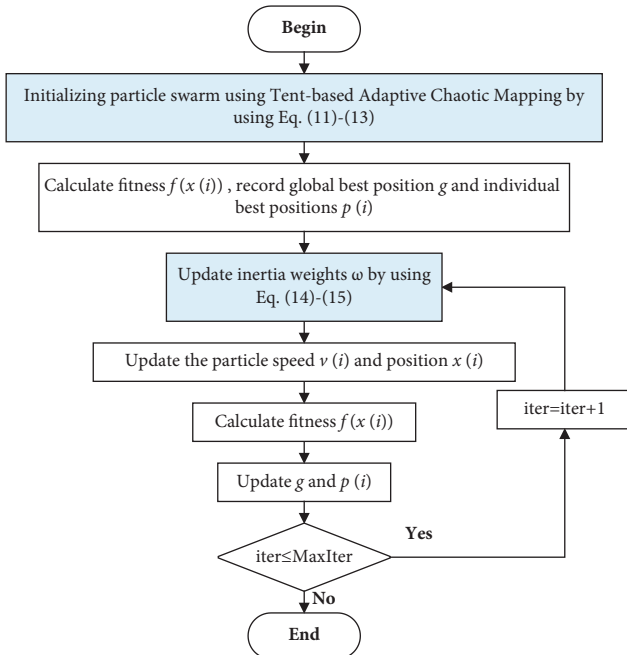 Begin
Initializing particle swarm using Tent-based Adaptive Chaotic Mapping by
using Eq. (11)-(13)
Calculate fitness f (x (i)) , record global best position g and individual
best positions p (i)
Update inertia weights ω by using
Eq. (14)-(15)
Update the particle speed v (i) and position x (i)
iter=iter+1
Calculate fitness f (x (i))
Update g and p (i)
Yes
iter≤MaxIter
No
End